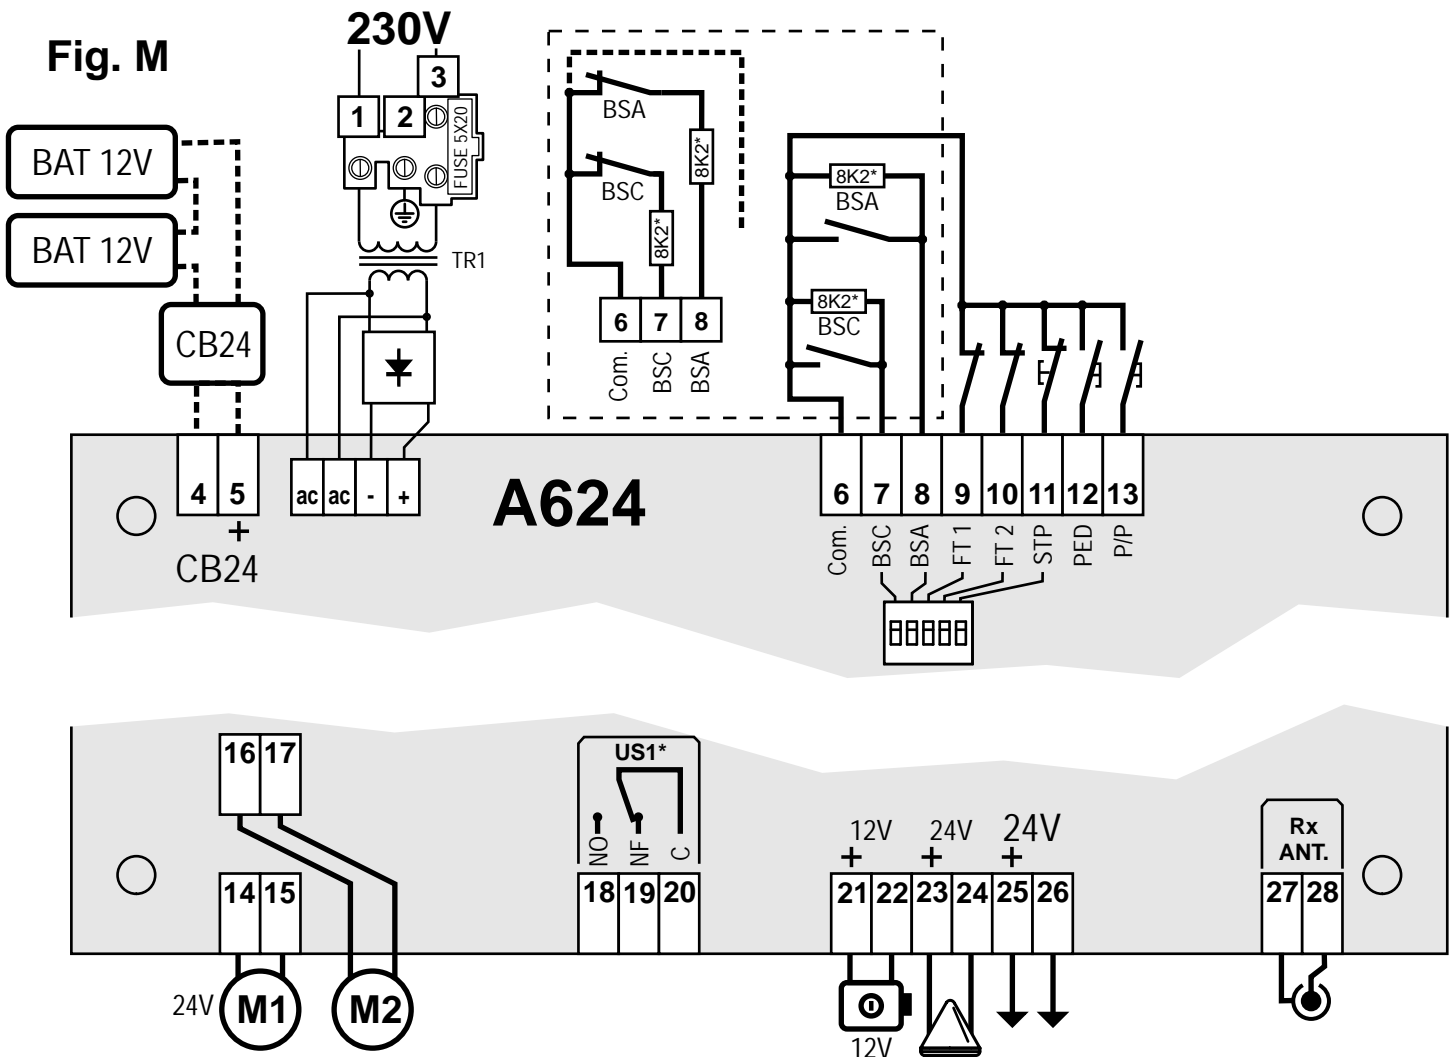 Fig. M
230V
1
2
3
FUSE 5X20
BAT 12V
BAT 12V
CB24
TR1
BSA
BSC
8K2*
8K2*
6
7
8
Com.
BSC
BSA
8K2*
BSA
8K2*
BSC
4
5
+
CB24
ac
ac
-
+
A624
6
7
8
9
10
11
12
13
Com.
BSC
BSA
FT 1
FT 2
STP
PED
P/P
16
17
14
15
24V
M1
M2
US1*
NO
NF
C
18
19
20
12V
24V
24V
+
+
+
21
22
23
24
25
26
12V
Rx
ANT.
27
28